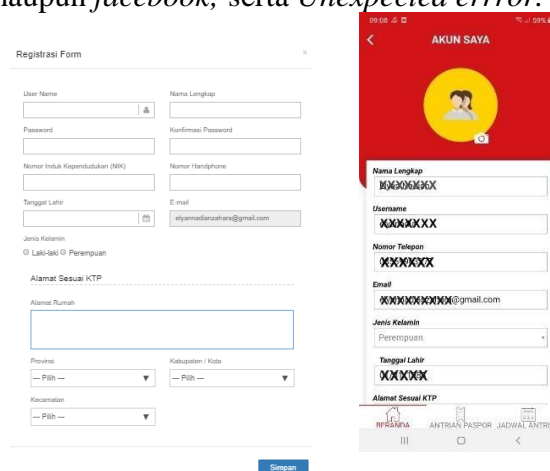 maupun facebook, serta Unexpected errror.
Registrasi Form ×
User Name Nama Lengkap
Password Konfirmasi Password
Nomor Induk Kependudukan (NIK) Nomor Handphone
Tanggal Lahir E-mail
elyannadianzahara@gmail.com
Jenis Kelamin
Laki-laki Perempuan
Alamat Sesuai KTP
Alamat Rumah
Provinsi Kabupaten / Kota
--- Pilih --- --- Pilih ---
Kecamatan
--- Pilih ---
Simpan
09:08 59%
AKUN SAYA
Nama Lengkap
Username
Nomor Telepon
Email
@gmail.com
Jenis Kelamin
Perempuan
Tanggal Lahir
Alamat Sesuai KTP
BERANDA ANTRIAN PASPOR JADWAL ANTRI